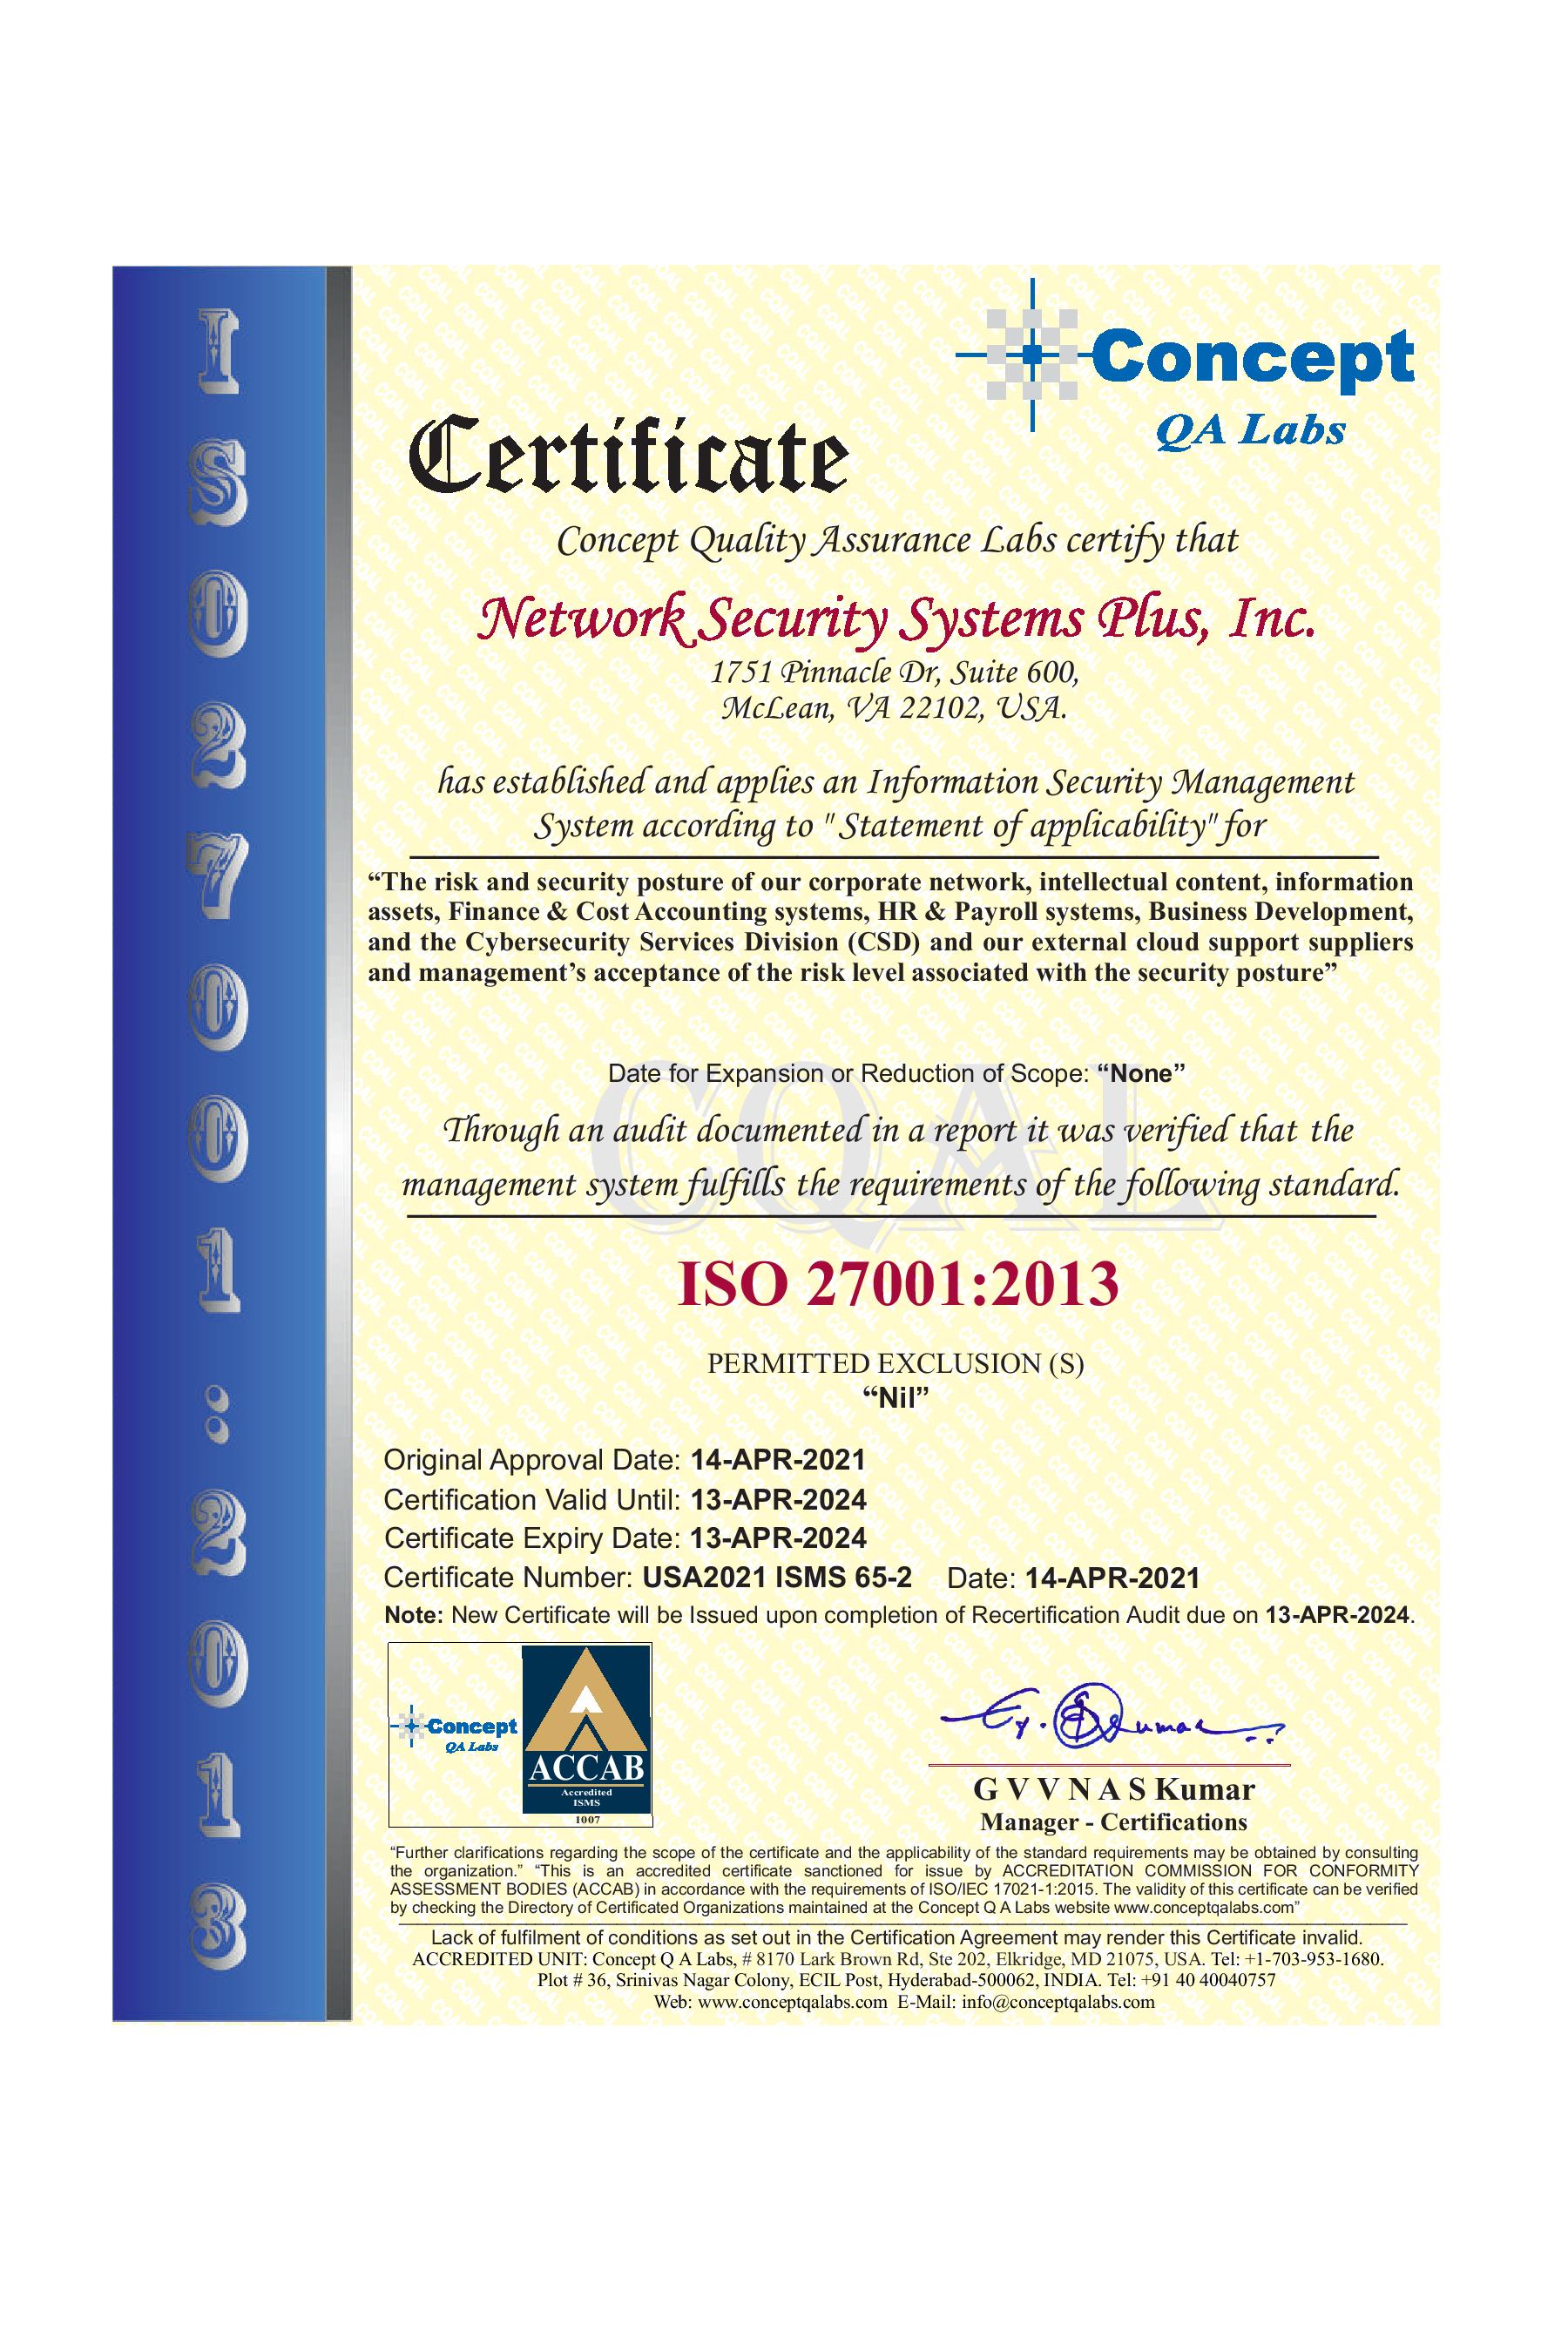 ISO 27001:2013
Concept
QA Labs
Certificate
Concept Quality Assurance Labs certify that
Network Security Systems Plus, Inc.
1751 Pinnacle Dr, Suite 600,
McLean, VA 22102, USA.
has established and applies an Information Security Management
System according to " Statement of applicability" for
“The risk and security posture of our corporate network, intellectual content, information
assets, Finance & Cost Accounting systems, HR & Payroll systems, Business Development,
and the Cybersecurity Services Division (CSD) and our external cloud support suppliers
and management’s acceptance of the risk level associated with the security posture”
CQAL
Date for Expansion or Reduction of Scope: “None”
Through an audit documented in a report it was verified that the
management system fulfills the requirements of the following standard.
ISO 27001:2013
PERMITTED EXCLUSION (S)
“Nil”
Original Approval Date: 14-APR-2021
Certification Valid Until: 13-APR-2024
Certificate Expiry Date: 13-APR-2024
Certificate Number: USA2021 ISMS 65-2 Date: 14-APR-2021
Note: New Certificate will be Issued upon completion of Recertification Audit due on 13-APR-2024.
Concept
QA Labs
ACCAB
Accredited
ISMS
1007
G V V N A S Kumar
Manager - Certifications
“Further clarifications regarding the scope of the certificate and the applicability of the standard requirements may be obtained by consulting
the organization.” “This is an accredited certificate sanctioned for issue by ACCREDITATION COMMISSION FOR CONFORMITY
ASSESSMENT BODIES (ACCAB) in accordance with the requirements of ISO/IEC 17021-1:2015. The validity of this certificate can be verified
by checking the Directory of Certificated Organizations maintained at the Concept Q A Labs website www.conceptqalabs.com”
Lack of fulfilment of conditions as set out in the Certification Agreement may render this Certificate invalid.
ACCREDITED UNIT: Concept Q A Labs, # 8170 Lark Brown Rd, Ste 202, Elkridge, MD 21075, USA. Tel: +1-703-953-1680.
Plot # 36, Srinivas Nagar Colony, ECIL Post, Hyderabad-500062, INDIA. Tel: +91 40 40040757
Web: www.conceptqalabs.com E-Mail: info@conceptqalabs.com